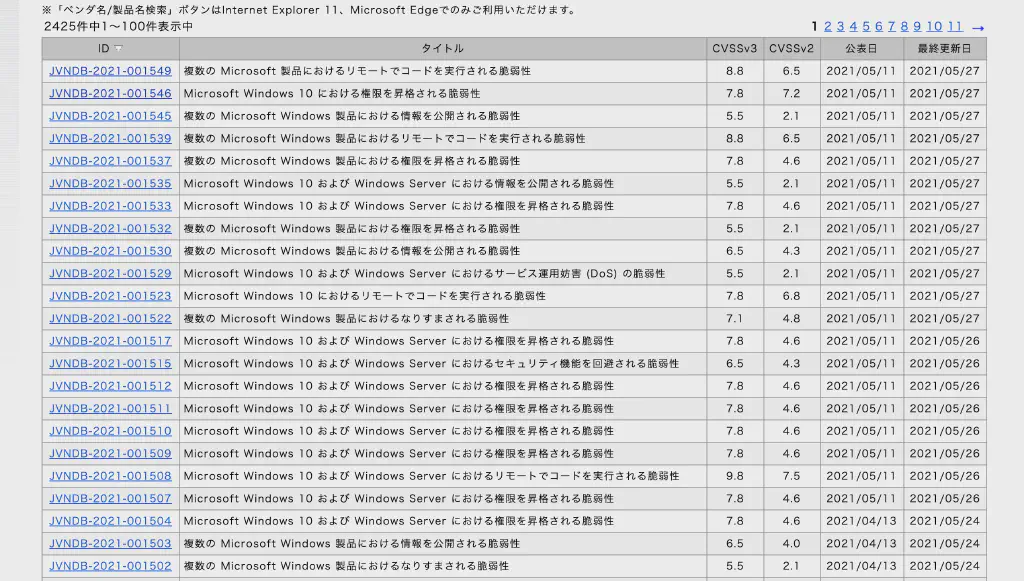 ※「ベンダ名/製品名検索」ボタンはInternet Explorer 11、Microsoft Edgeでのみご利用いただけます。
2425件中1～100件表示中 1 2 3 4 5 6 7 8 9 10 11 →
ID タイトル CVSSv3 CVSSv2 公表日 最終更新日
JVNDB-2021-001549 複数の Microsoft 製品におけるリモートでコードを実行される脆弱性 8.8 6.5 2021/05/11 2021/05/27
JVNDB-2021-001546 Microsoft Windows 10 における権限を昇格される脆弱性 7.8 7.2 2021/05/11 2021/05/27
JVNDB-2021-001545 複数の Microsoft Windows 製品における情報を公開される脆弱性 5.5 2.1 2021/05/11 2021/05/27
JVNDB-2021-001539 複数の Microsoft Windows 製品におけるリモートでコードを実行される脆弱性 8.8 6.5 2021/05/11 2021/05/27
JVNDB-2021-001537 複数の Microsoft Windows 製品における権限を昇格される脆弱性 7.8 4.6 2021/05/11 2021/05/27
JVNDB-2021-001535 Microsoft Windows 10 および Windows Server における情報を公開される脆弱性 5.5 2.1 2021/05/11 2021/05/27
JVNDB-2021-001533 Microsoft Windows 10 および Windows Server における権限を昇格される脆弱性 7.8 4.6 2021/05/11 2021/05/27
JVNDB-2021-001532 複数の Microsoft Windows 製品における権限を昇格される脆弱性 5.5 2.1 2021/05/11 2021/05/27
JVNDB-2021-001530 複数の Microsoft Windows 製品における情報を公開される脆弱性 6.5 4.3 2021/05/11 2021/05/27
JVNDB-2021-001529 Microsoft Windows 10 および Windows Server におけるサービス運用妨害 (DoS) の脆弱性 5.5 2.1 2021/05/11 2021/05/27
JVNDB-2021-001523 Microsoft Windows 10 におけるリモートでコードを実行される脆弱性 7.8 6.8 2021/05/11 2021/05/27
JVNDB-2021-001522 複数の Microsoft Windows 製品におけるなりすまされる脆弱性 7.1 4.8 2021/05/11 2021/05/27
JVNDB-2021-001517 Microsoft Windows 10 および Windows Server における権限を昇格される脆弱性 7.8 4.6 2021/05/11 2021/05/26
JVNDB-2021-001515 Microsoft Windows 10 および Windows Server におけるセキュリティ機能を回避される脆弱性 6.5 4.3 2021/05/11 2021/05/26
JVNDB-2021-001512 Microsoft Windows 10 および Windows Server における権限を昇格される脆弱性 7.8 4.6 2021/05/11 2021/05/26
JVNDB-2021-001511 Microsoft Windows 10 および Windows Server における権限を昇格される脆弱性 7.8 4.6 2021/05/11 2021/05/26
JVNDB-2021-001510 Microsoft Windows 10 および Windows Server における権限を昇格される脆弱性 7.8 4.6 2021/05/11 2021/05/26
JVNDB-2021-001509 Microsoft Windows 10 および Windows Server における権限を昇格される脆弱性 7.8 4.6 2021/05/11 2021/05/26
JVNDB-2021-001508 Microsoft Windows 10 および Windows Server におけるリモートでコードを実行される脆弱性 9.8 7.5 2021/05/11 2021/05/26
JVNDB-2021-001507 Microsoft Windows 10 および Windows Server における権限を昇格される脆弱性 7.8 4.6 2021/05/11 2021/05/26
JVNDB-2021-001504 Microsoft Windows 10 および Windows Server における権限を昇格される脆弱性 7.8 4.6 2021/04/13 2021/05/24
JVNDB-2021-001503 複数の Microsoft Windows 製品における情報を公開される脆弱性 6.5 4.0 2021/04/13 2021/05/24
JVNDB-2021-001502 複数の Microsoft Windows 製品におけるなりすまされる脆弱性 5.5 2.1 2021/04/13 2021/05/24